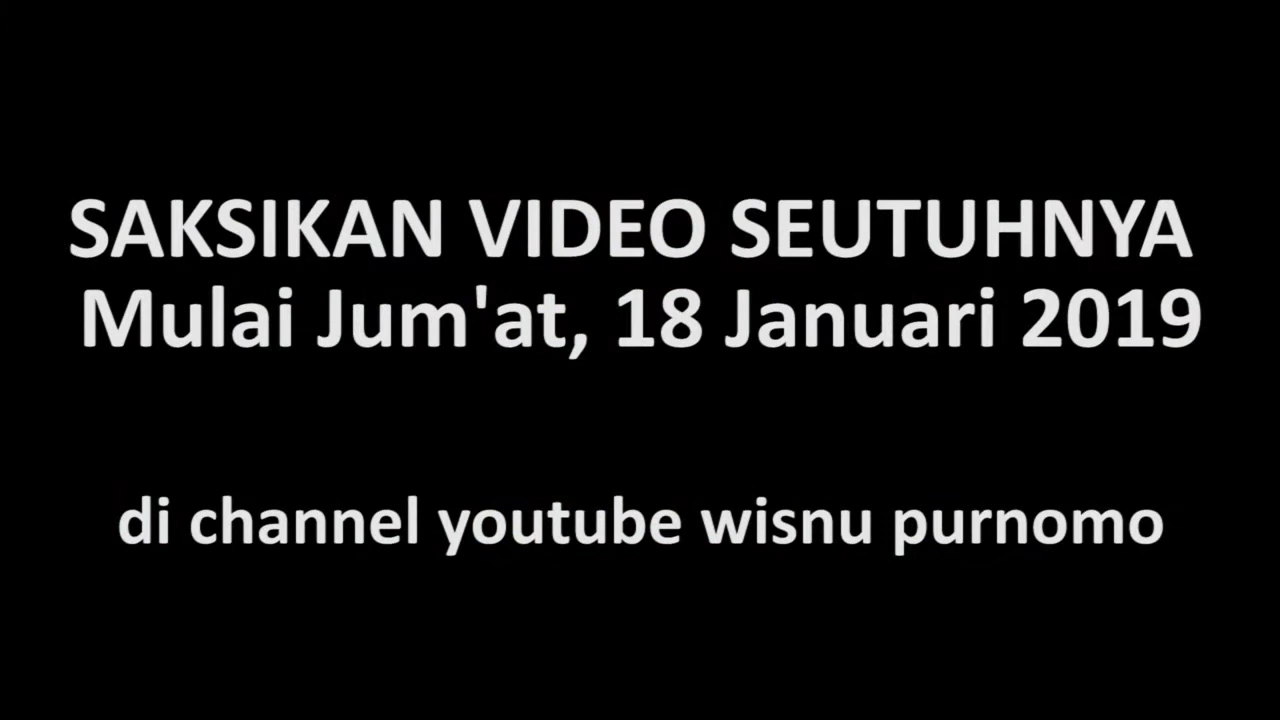 SAKSIKAN VIDEO SEUTUHNYA
Mulai Jum'at, 18 Januari 2019
di channel youtube wisnu purnomo